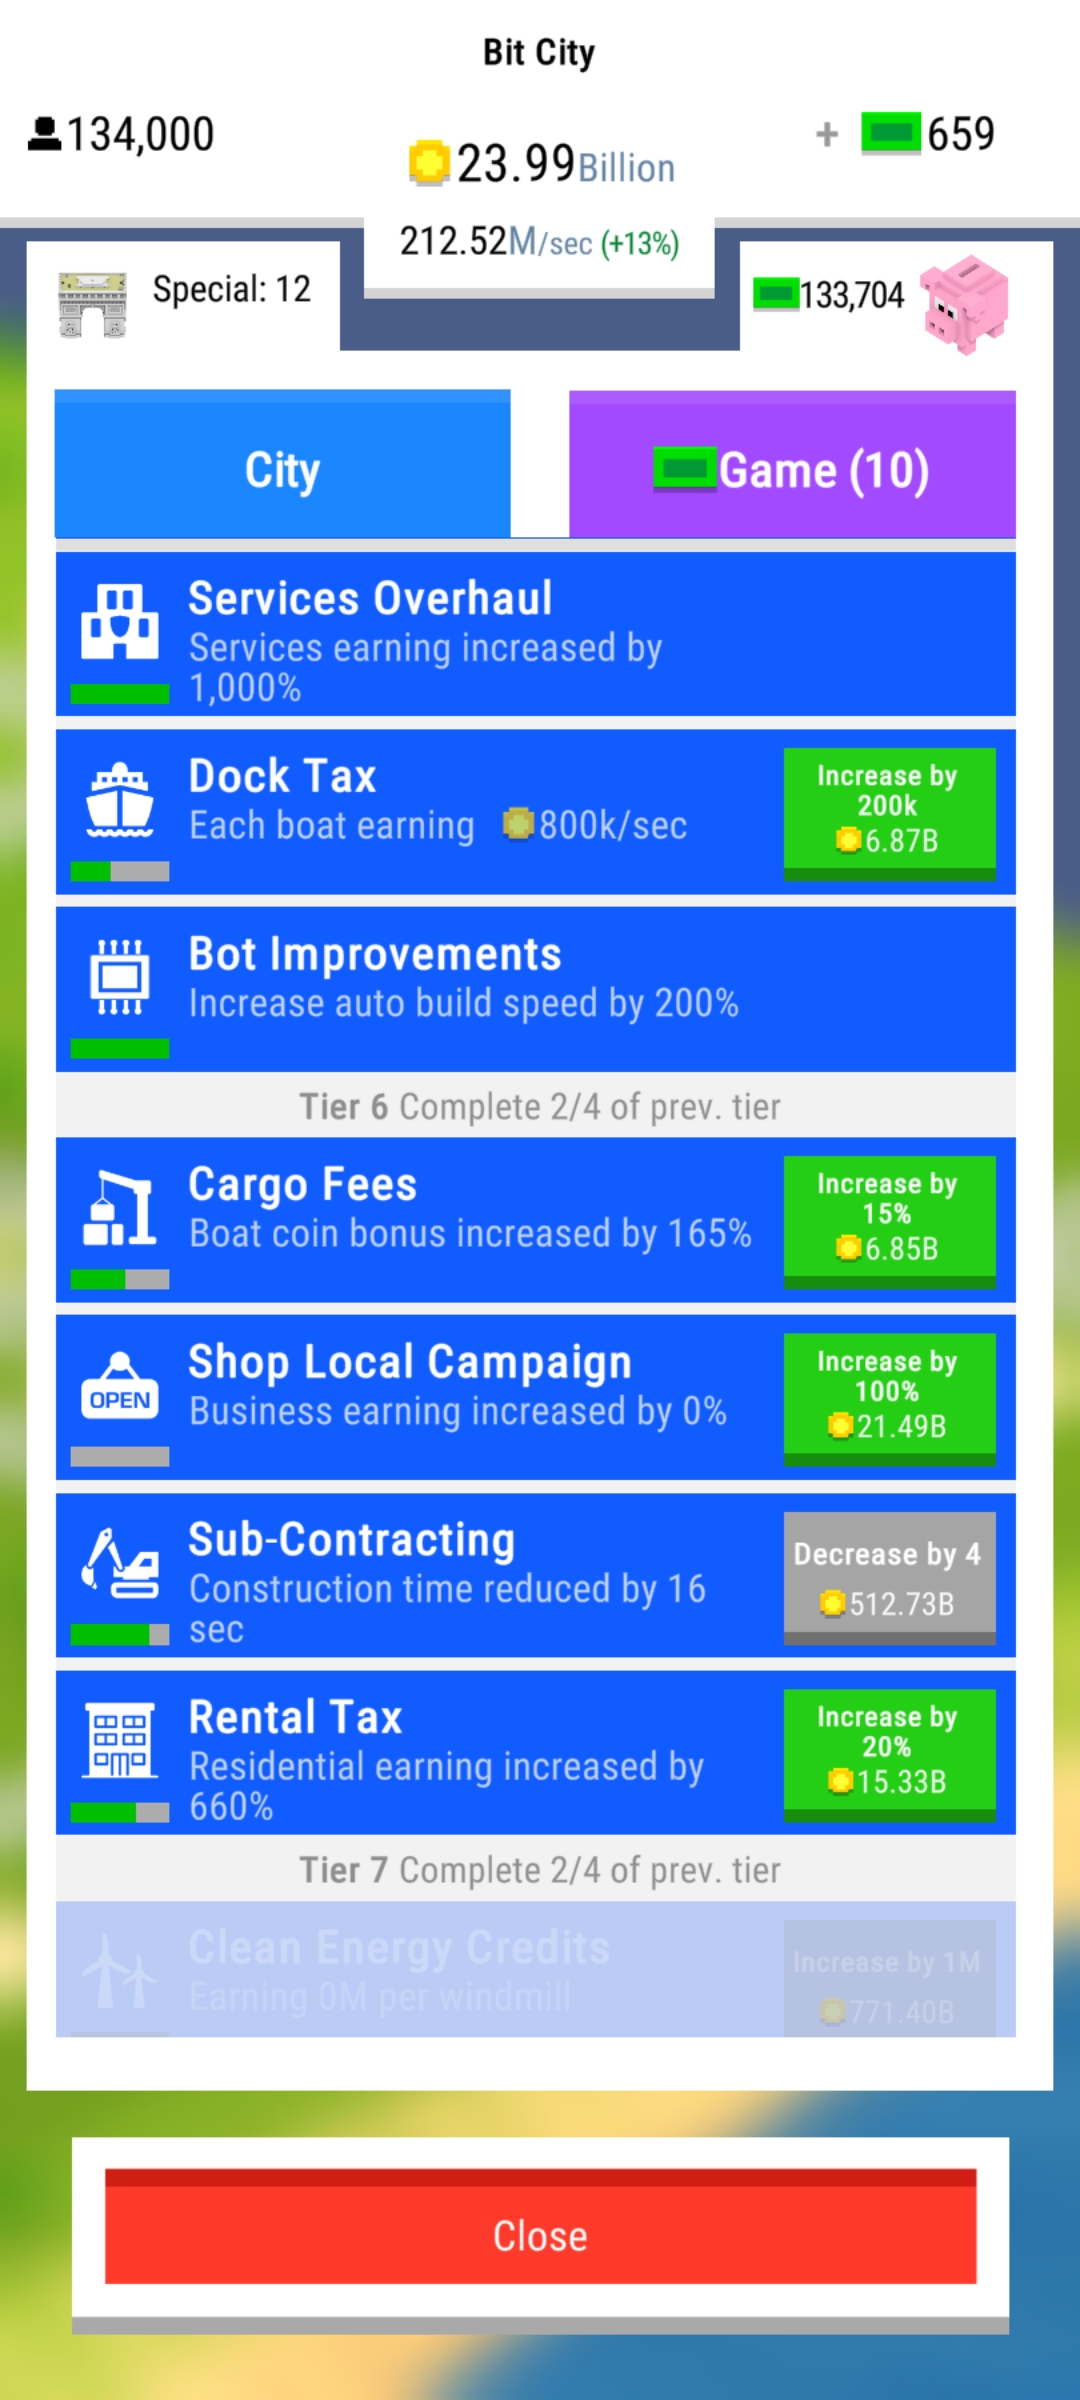 Bit City
134,000
23.99Billion
+ 659
212.52M/sec (+13%)
Special: 12
133,704
City
Game (10)
Services Overhaul
Services earning increased by
1,000%
Dock Tax
Each boat earning 800k/sec
Increase by
200k
6.87B
Bot Improvements
Increase auto build speed by 200%
Tier 6 Complete 2/4 of prev. tier
Cargo Fees
Boat coin bonus increased by 165%
Increase by
15%
6.85B
OPEN
Shop Local Campaign
Business earning increased by 0%
Increase by
100%
21.49B
Sub-Contracting
Construction time reduced by 16
sec
Decrease by 4
512.73B
Rental Tax
Residential earning increased by
660%
Increase by
20%
15.33B
Tier 7 Complete 2/4 of prev. tier
Clean Energy Credits
Earning 0M per windmill
Increase by 1M
771.40B
Close